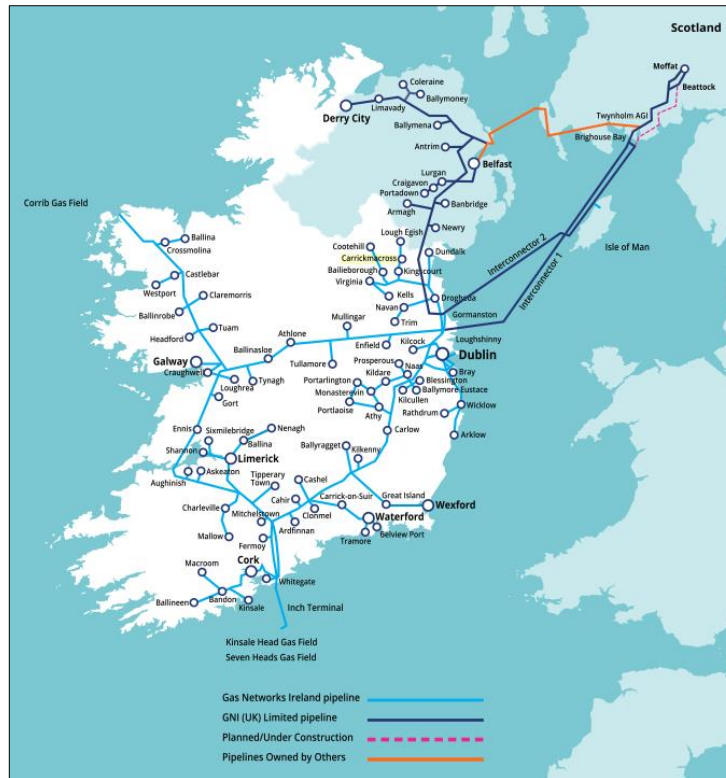 Scotland
Moffat
Beattock
Coleraine
Ballymoney
Limavady
Derry City
Twynholm AGI
Brighouse Bay
Ballymena
Antrim
Belfast
Lurgan
Craigavon
Portadown
Armagh
Banbridge
Corrib Gas Field
Lough Egish
Newry
Ballina
Crossmolina
Cootehill
Carrickmacross
Dundalk
Isle of Man
Interconnector 2
Interconnector 1
Bailieborough
Kingscourt
Castlebar
Virginia
Westport
Claremorris
Kells
Drogheda
Navan
Gormanston
Mullingar
Trim
Ballinrobe
Tuam
Athlone
Loughshinny
Headford
Enfield
Kilcock
Ballinasloe
Dublin
Galway
Tullamore
Prosperous
Naas
Craughwell
Portarlington
Kildare
Blessington
Bray
Loughrea
Tynagh
Monasterevin
Kilcullen
Ballymore Eustace
Gort
Portlaoise
Athy
Rathdrum
Wicklow
Ennis
Sixmilebridge
Nenagh
Carlow
Arklow
Shannon
Ballina
Ballyragget
Kilkenny
Limerick
Askeaton
Tipperary
Town
Cashel
Aughinish
Cahir
Carrick-on-Suir
Great Island
Wexford
Charleville
Mitchelstown
Clonmel
Waterford
Ardfinnan
Mallow
Fermoy
Tramore
Belview Port
Macroom
Cork
Whitegate
Ballineen
Bandon
Kinsale
Inch Terminal
Kinsale Head Gas Field
Seven Heads Gas Field
Gas Networks Ireland pipeline
GNI (UK) Limited pipeline
Planned/Under Construction
Pipelines Owned by Others